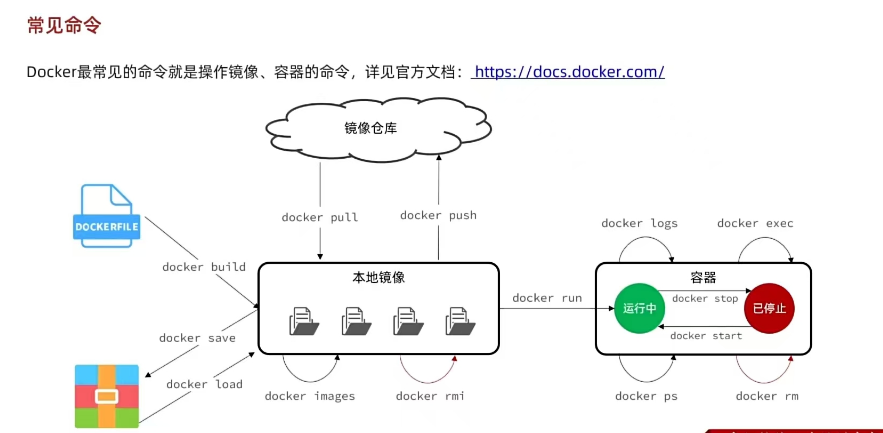 常见命令
Docker最常见的命令就是操作镜像、容器的命令，详见官方文档： https://docs.docker.com/
镜像仓库
docker pull
docker push
DOCKERFILE
docker build
docker logs
docker exec
本地镜像
容器
docker run
运行中
docker stop
已停止
docker start
docker save
docker load
docker images
docker rmi
docker ps
docker rm